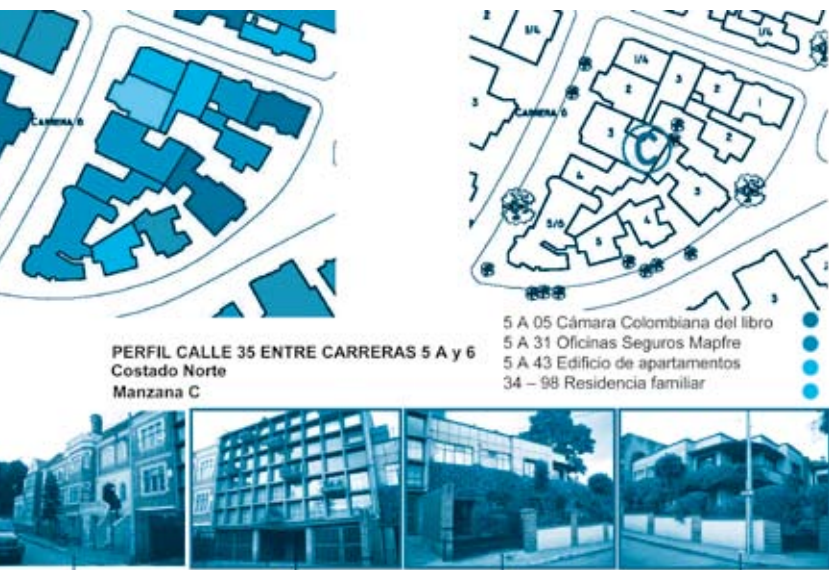 CARRERA 6
1/4
2
3
2
1
3
2
4
3
5/6
5
4
2
5/4
1/4
3
CARRERA 6
C
3
5 A 05 Cámara Colombiana del libro
5 A 31 Oficinas Seguros Mapfre
5 A 43 Edificio de apartamentos
34 – 98 Residencia familiar
PERFIL CALLE 35 ENTRE CARRERAS 5 A y 6
Costado Norte
Manzana C